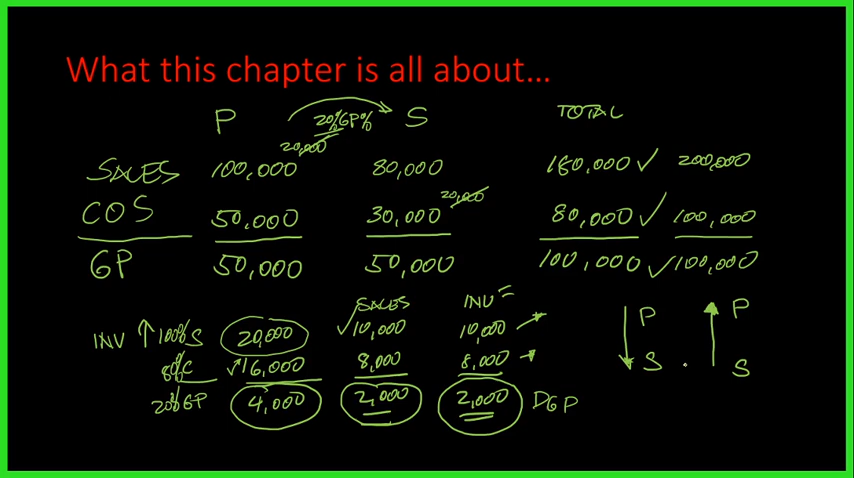 What this chapter is all about...
P 20% GP% S TOTAL
20,000
SALES 100,000 80,000 180,000 ✓ 200,000
20,000
COS 50,000 30,000 80,000 ✓ 100,000
GP 50,000 50,000 100,000 ✓ 100,000
SALES INV =
INV ↑ 100% S 20,000 ✓ 10,000 10,000 P P
80% C ✓ 16,000 8,000 8,000 S S
20% GP 4,000 2,000 2,000 DGP